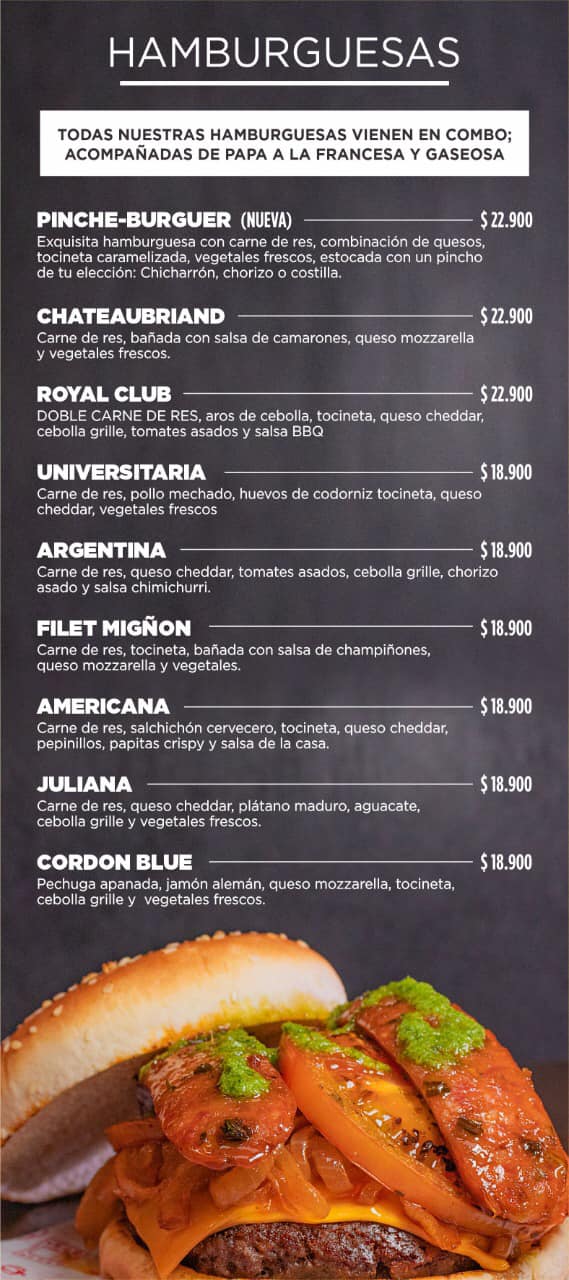 HAMBURGUESAS
TODAS NUESTRAS HAMBURGUESAS VIENEN EN COMBO;
ACOMPAÑADAS DE PAPA A LA FRANCESA Y GASEOSA
PINCHE-BURGUER (NUEVA) $ 22.900
Exquisita hamburguesa con carne de res, combinación de quesos,
tocineta caramelizada, vegetales frescos, estocada con un pincho
de tu elección: Chicharrón, chorizo o costilla.
CHATEAUBRIAND $ 22.900
Carne de res, bañada con salsa de camarones, queso mozzarella
y vegetales frescos.
ROYAL CLUB $ 22.900
DOBLE CARNE DE RES, aros de cebolla, tocineta, queso cheddar,
cebolla grille, tomates asados y salsa BBQ
UNIVERSITARIA $ 18.900
Carne de res, pollo mechado, huevos de codorniz tocineta, queso
cheddar, vegetales frescos
ARGENTINA $ 18.900
Carne de res, queso cheddar, tomates asados, cebolla grille, chorizo
asado y salsa chimichurri.
FILET MIGÑON $ 18.900
Carne de res, tocineta, bañada con salsa de champiñones,
queso mozzarella y vegetales.
AMERICANA $ 18.900
Carne de res, salchichón cervecero, tocineta, queso cheddar,
pepinillos, papitas crispy y salsa de la casa.
JULIANA $ 18.900
Carne de res, queso cheddar, plátano maduro, aguacate,
cebolla grille y vegetales frescos.
CORDON BLUE $ 18.900
Pechuga apanada, jamón alemán, queso mozzarella, tocineta,
cebolla grille y vegetales frescos.